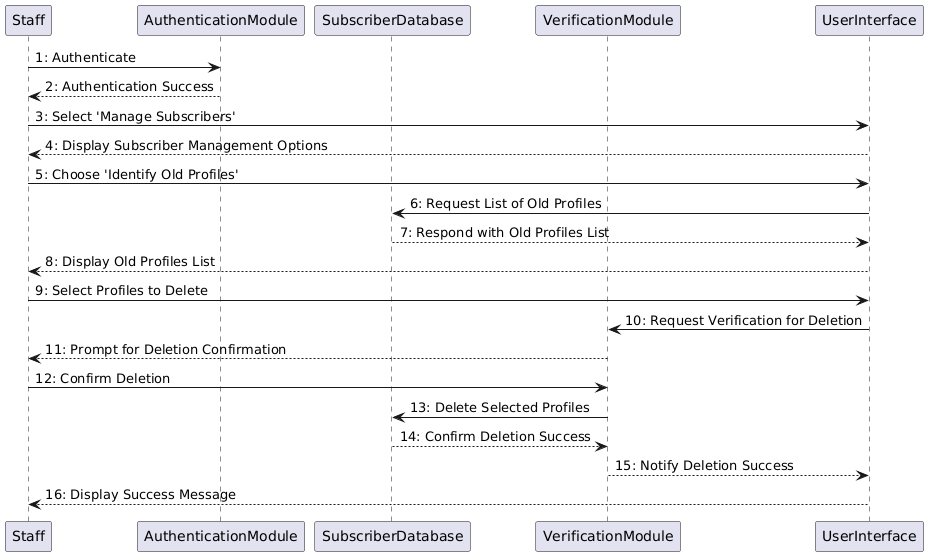 Staff AuthenticationModule SubscriberDatabase VerificationModule UserInterface
1: Authenticate
2: Authentication Success
3: Select 'Manage Subscribers'
4: Display Subscriber Management Options
5: Choose 'Identify Old Profiles'
6: Request List of Old Profiles
7: Respond with Old Profiles List
8: Display Old Profiles List
9: Select Profiles to Delete
10: Request Verification for Deletion
11: Prompt for Deletion Confirmation
12: Confirm Deletion
13: Delete Selected Profiles
14: Confirm Deletion Success
15: Notify Deletion Success
16: Display Success Message
Staff AuthenticationModule SubscriberDatabase VerificationModule UserInterface